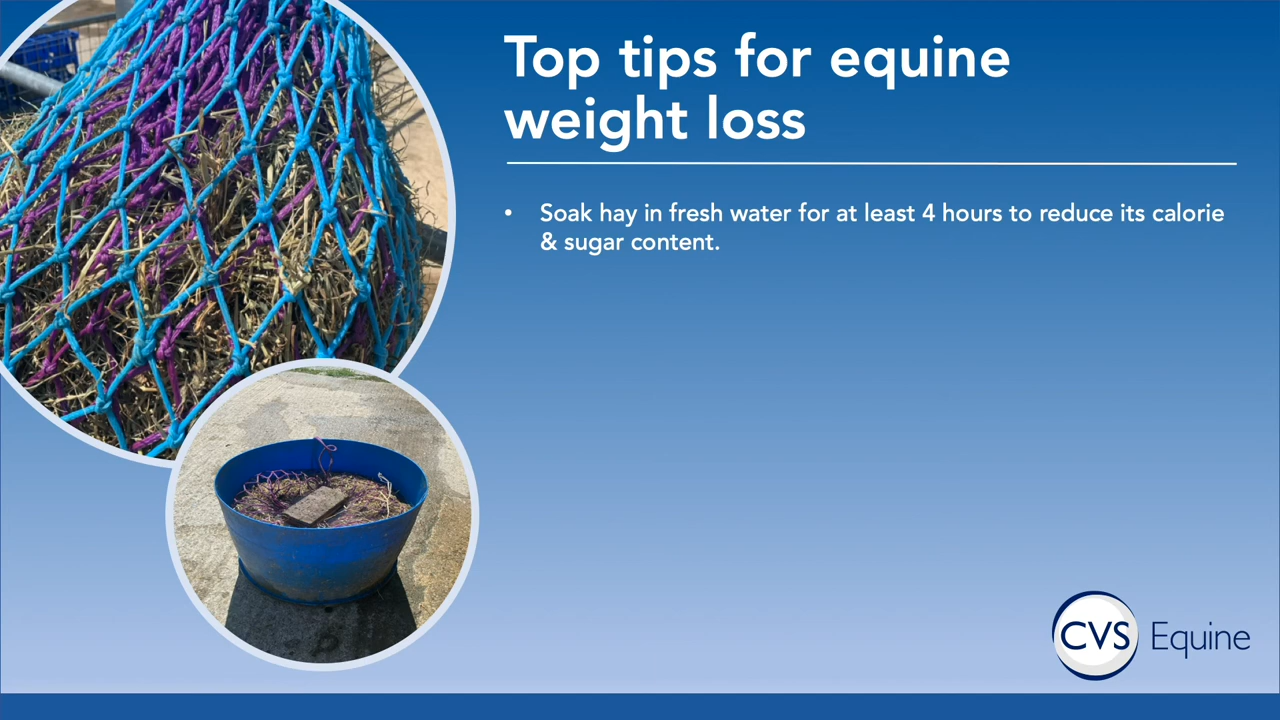 Top tips for equine
weight loss
• Soak hay in fresh water for at least 4 hours to reduce its calorie
& sugar content.
CVS Equine